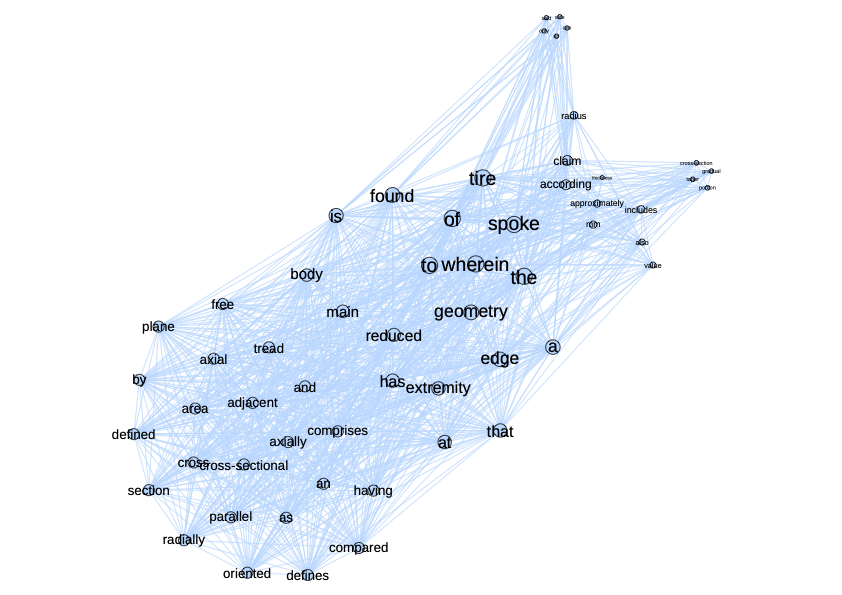 radius
claim
cross-section
gradual
tire
according
thickness
portion
found
approximately
includes
is
of
spoke
mm
also
to wherein
value
body
the
free
main
geometry
plane
reduced
a
tread
axial
edge
by
and
has
extremity
area
adjacent
defined
comprises
that
axially
at
cross
cross-sectional
section
an
having
parallel
as
radially
compared
oriented
defines